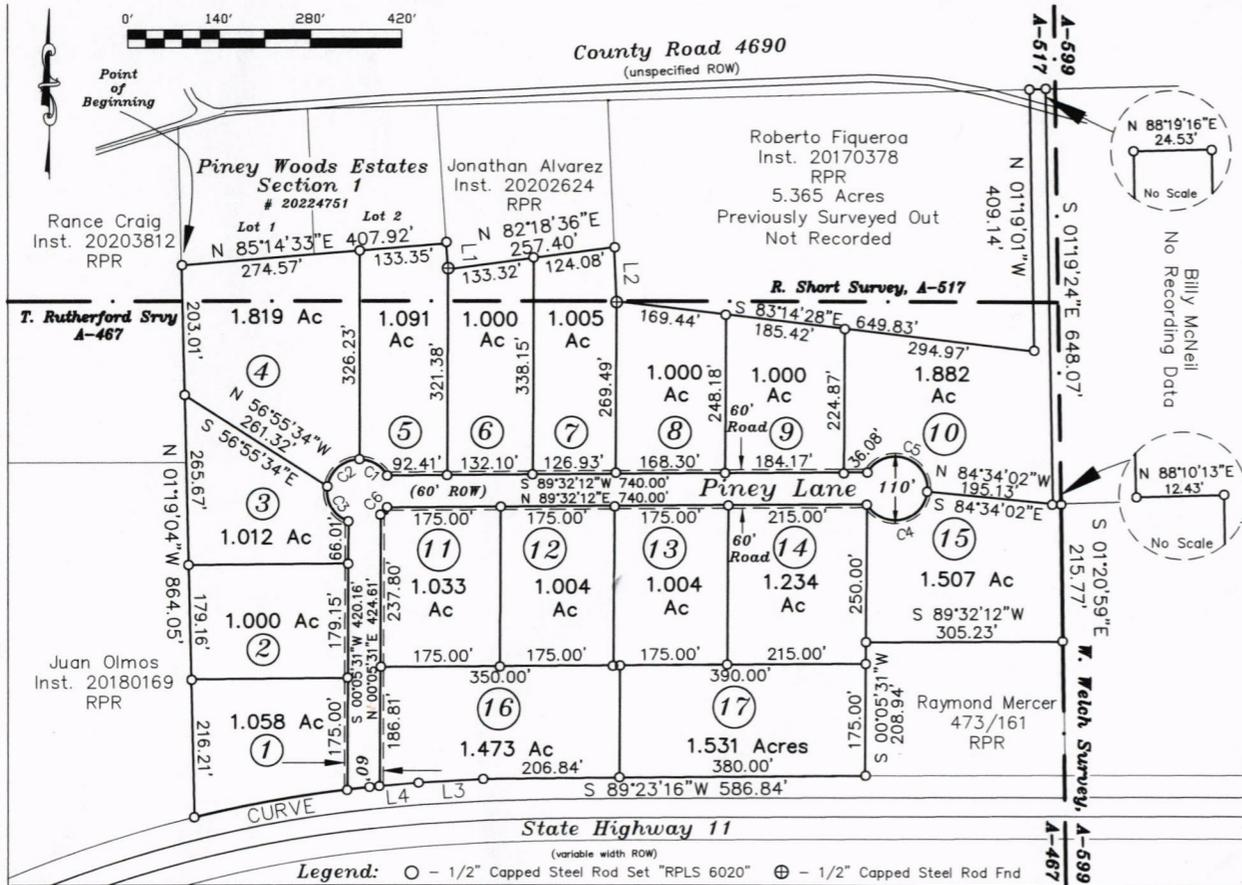 0' 140' 280' 420'
County Road 4690
(unspecified ROW)
A-517
A-599
Point
of
Beginning
N 88°19'16"E
24.53'
No Scale
Piney Woods Estates
Section 1
# 20224751
Lot 1
Lot 2
Rance Craig
Inst. 20203812
RPR
Jonathan Alvarez
Inst. 20202624
RPR
Roberto Figueroa
Inst. 20170378
RPR
5.365 Acres
Previously Surveyed Out
Not Recorded
N 01°19'01"W
409.14'
S 01°19'24"E 648.07'
Billy McNeil
No Recording Data
N 85°14'33"E 407.92'
274.57'
133.35'
L1
N 82°18'36"E
257.40'
133.32'
124.08'
L2
R. Short Survey, A-517
T. Rutherford Srvy
A-467
S 83°14'28"E 649.83'
169.44'
185.42'
294.97'
203.01'
1.819 Ac
4
326.23'
1.091
Ac
5
321.38'
1.000
Ac
6
338.15'
1.005
Ac
7
269.49'
1.000
Ac
8
248.18'
1.000
Ac
9
224.87'
1.882
Ac
10
60'
Road
36.08'
C5
N 56°55'34"W
261.32'
S 56°55'34"E
C2
C1
C3
C6
92.41'
132.10'
126.93'
168.30'
184.17'
(60' ROW)
S 89°32'12"W 740.00'
N 89°32'12"E 740.00'
Piney Lane
110'
C4
N 84°34'02"W
195.13'
S 84°34'02"E
N 88°10'13"E
12.43'
No Scale
N 01°19'04"W 864.05'
265.67'
3
1.012 Ac
66.01'
175.00'
175.00'
175.00'
215.00'
11
1.033
Ac
12
1.004
Ac
13
1.004
Ac
60'
Road
14
1.234
Ac
237.80'
250.00'
15
1.507 Ac
S 89°32'12"W
305.23'
S 01°20'59"E
215.77'
179.16'
1.000 Ac
2
179.15'
S 00°05'31"W 420.16'
N 00°05'31"E 424.61'
Juan Olmos
Inst. 20180169
RPR
175.00'
175.00'
175.00'
215.00'
350.00'
390.00'
216.21'
1.058 Ac
1
175.00'
186.81'
16
1.473 Ac
17
1.531 Acres
175.00'
S 00°05'31"W
208.94'
Raymond Mercer
473/161
RPR
W. Welch Survey, A-599
A-467
60'
206.84'
380.00'
CURVE
L4
L3
S 89°23'16"W 586.84'
State Highway 11
(variable width ROW)
Legend: - 1/2" Capped Steel Rod Set "RPLS 6020" - 1/2" Capped Steel Rod Fnd